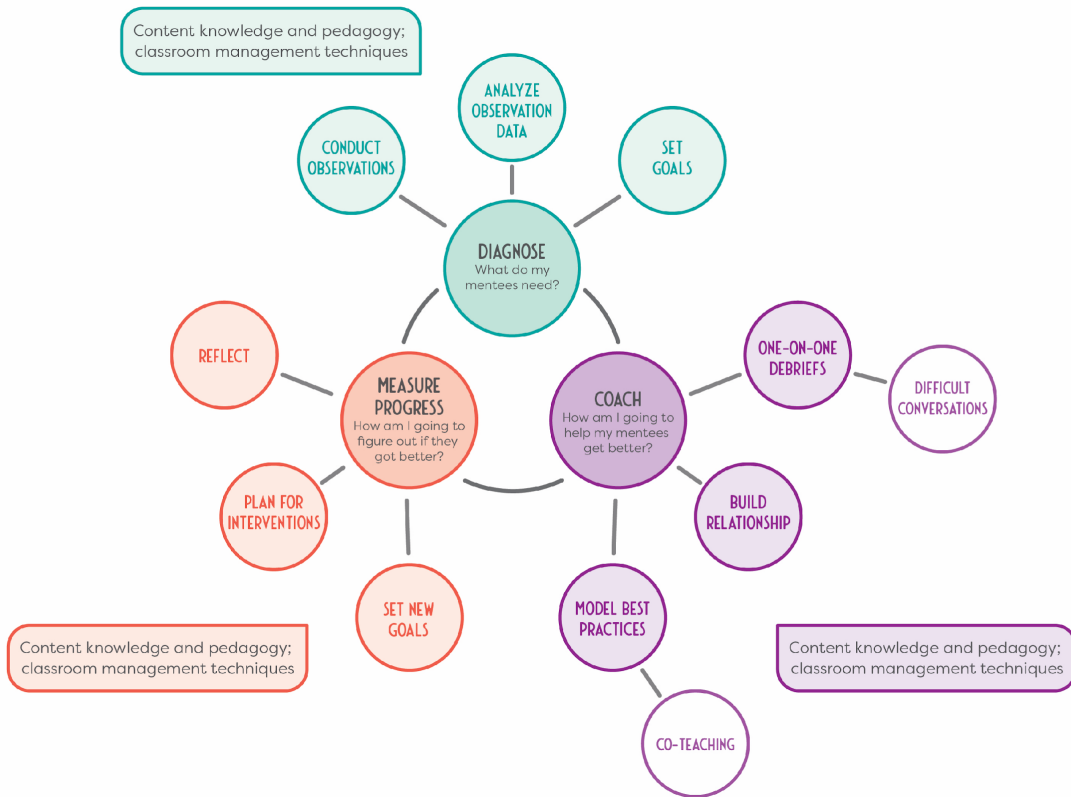 Content knowledge and pedagogy;
classroom management techniques
ANALYZE
OBSERVATION
DATA
CONDUCT
OBSERVATIONS
SET
GOALS
DIAGNOSE
What do my
mentees need?
REFLECT
MEASURE
PROGRESS
How am I going to
figure out if they
got better?
COACH
How am I going to
help my mentees
get better?
ONE-ON-ONE
DEBRIEFS
DIFFICULT
CONVERSATIONS
PLAN FOR
INTERVENTIONS
BUILD
RELATIONSHIP
SET NEW
GOALS
MODEL BEST
PRACTICES
Content knowledge and pedagogy;
classroom management techniques
Content knowledge and pedagogy;
classroom management techniques
CO-TEACHING